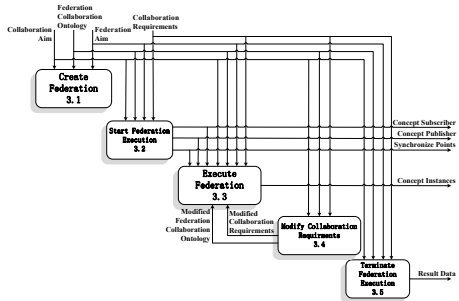 Federation
Collaboration
Ontology
Collaboration
Requirements
Collaboration
Aim
Federation
Aim
Create
Federation
3.1
Start Federation
Execution
3.2
Concept Subscriber
Concept Publisher
Synchronize Points
Execute
Federation
3.3
Concept Instances
Modified
Federation
Collaboration
Ontology
Modified
Collaboration
Requirements
Modify Collaboration
Requirments
3.4
Terminate
Federation
Execution
3.5
Result Data